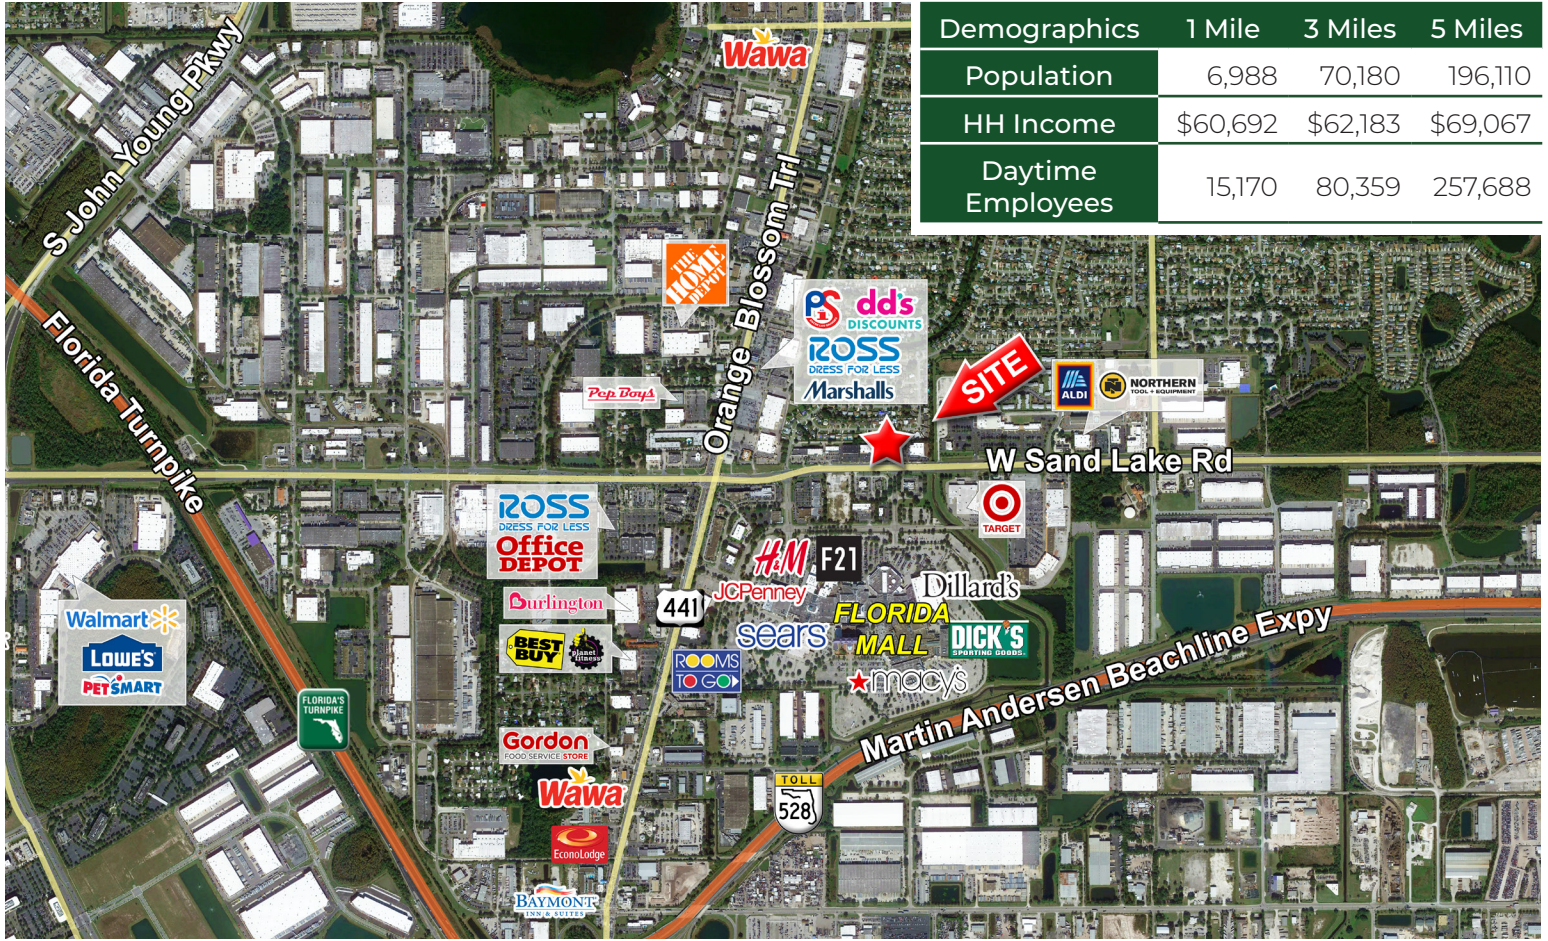 Demographics 1 Mile 3 Miles 5 Miles
Population 6,988 70,180 196,110
HH Income $60,692 $62,183 $69,067
Daytime
Employees 15,170 80,359 257,688
Wawa
S John Young Pkwy
Orange Blossom Trl
THE
HOME
DEPOT
PS dd's
DISCOUNTS
ROSS
DRESS FOR LESS
Marshalls
SITE
ALDI
NORTHERN
TOOL + EQUIPMENT
Pep Boys
Florida Turnpike
W Sand Lake Rd
ROSS
DRESS FOR LESS
Office
DEPOT
TARGET
H&M
F21
JCPenney
Dillard's
Burlington
441
FLORIDA
MALL
sears
DICK'S
SPORTING GOODS
Walmart
LOWE'S
PETSMART
BEST
BUY
planet
fitness
ROOMS
TO GO
macy's
Martin Andersen Beachline Expy
FLORIDA'S
TURNPIKE
Gordon
FOOD SERVICE STORE
Wawa
TOLL
528
EconoLodge
BAYMONT
INN & SUITES